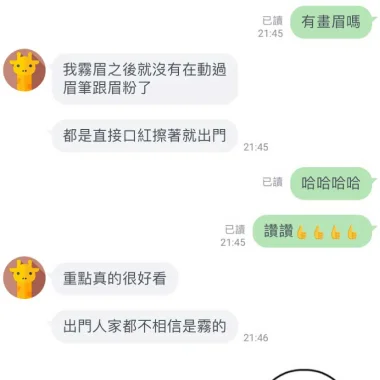 已讀
21:45
有畫眉嗎
我霧眉之後就沒有在動過
眉筆跟眉粉了
都是直接口紅擦著就出門
21:45
已讀
哈哈哈哈
已讀
21:45
讚讚👍👍👍👍
重點真的很好看
出門人家都不相信是霧的
21:46